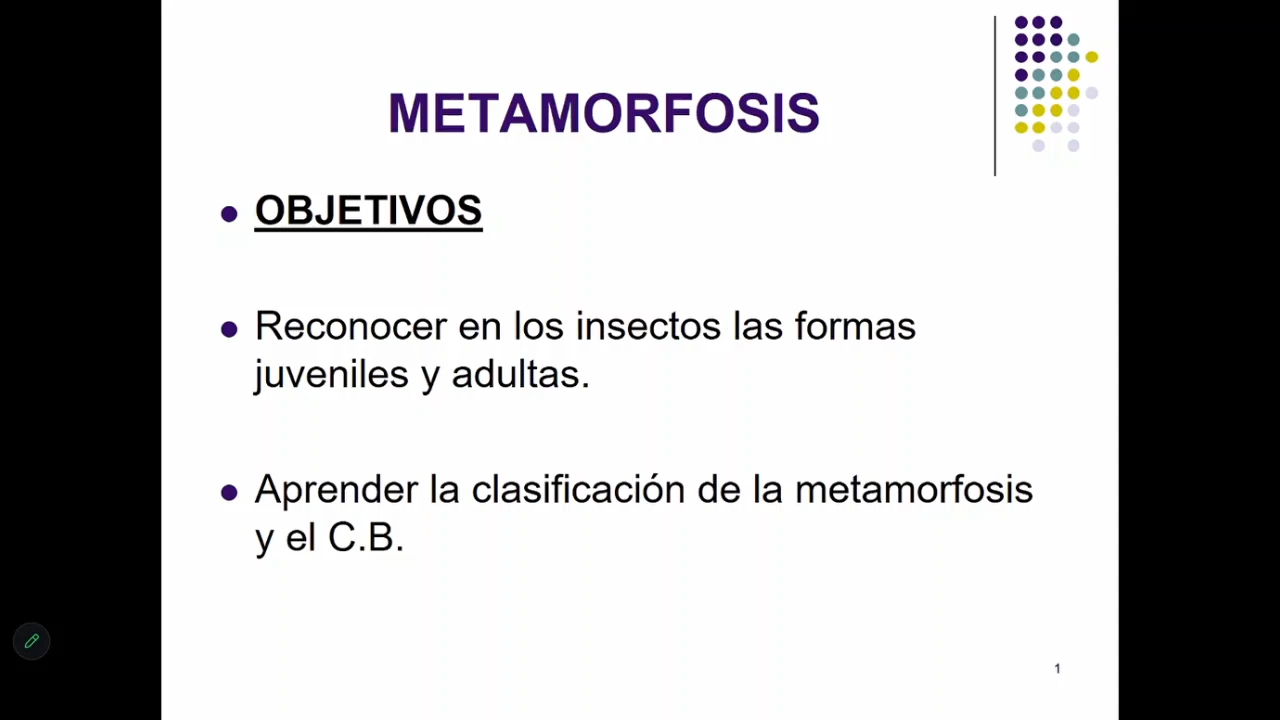 METAMORFOSIS
OBJETIVOS
Reconocer en los insectos las formas
juveniles y adultas.
Aprender la clasificación de la metamorfosis
y el C.B.
1